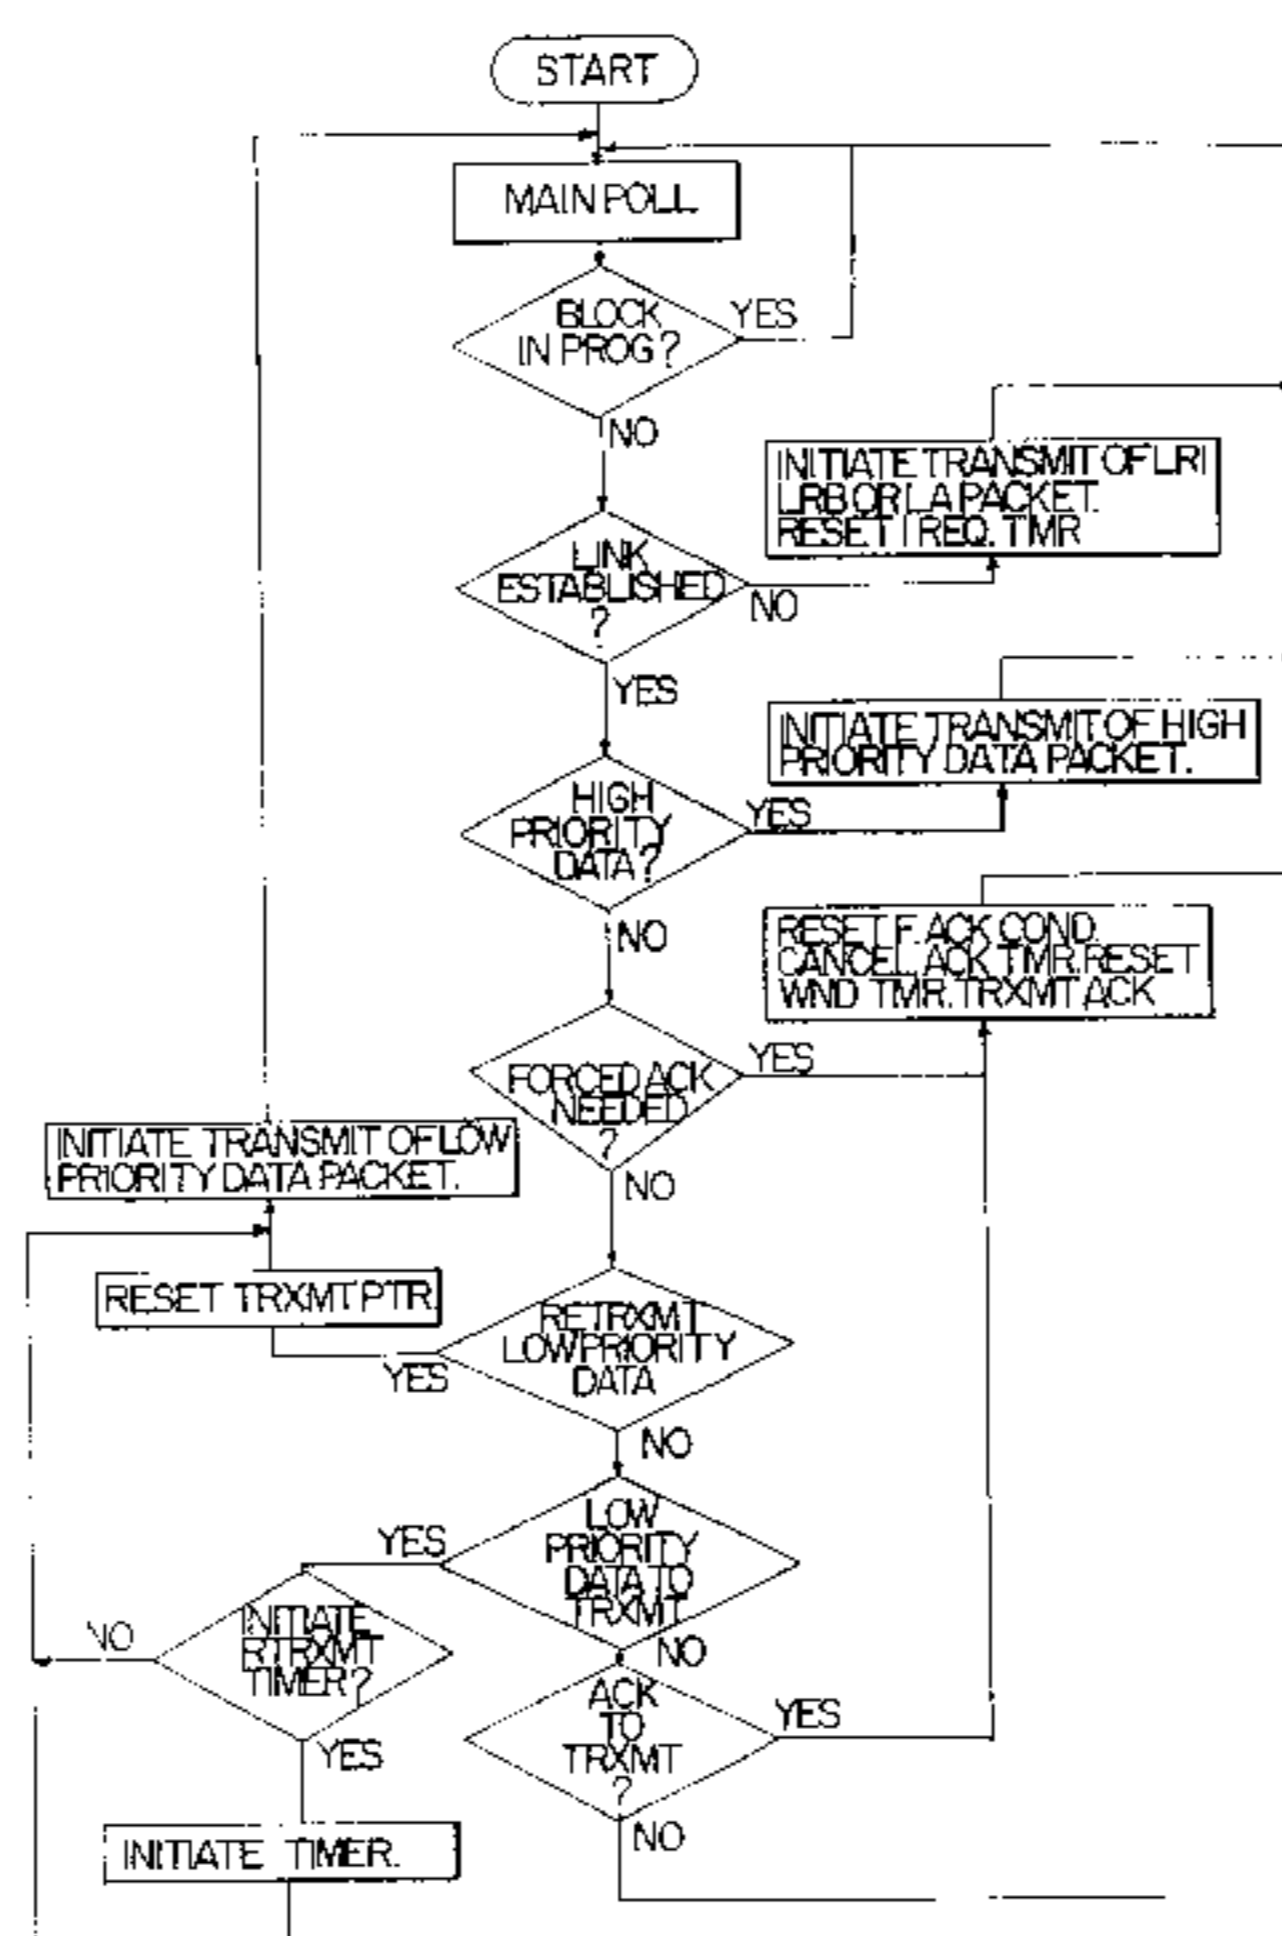 START
MAIN POLL
BLOCK
IN PROG?
YES
NO
INITIATE TRANSMIT OF LRI
LRB OR LA PACKET.
RESET I REQ. TMR
LINK
ESTABLISHED
?
NO
YES
INITIATE TRANSMIT OF HIGH
PRIORITY DATA PACKET.
HIGH
PRIORITY
DATA?
YES
NO
RESET F. ACK COND.
CANCEL ACK TMR. RESET
WND TMR. TRXMT ACK
FORCED ACK
NEEDED
?
YES
NO
INITIATE TRANSMIT OF LOW
PRIORITY DATA PACKET.
RESET TRXMT PTR.
RETRXMT
LOW PRIORITY
DATA
YES
NO
LOW
PRIORITY
DATA TO
TRXMT
YES
NO
INITIATE
RTRXMT
TIMER?
NO
YES
ACK
TO
TRXMT
?
YES
NO
INITIATE TIMER.